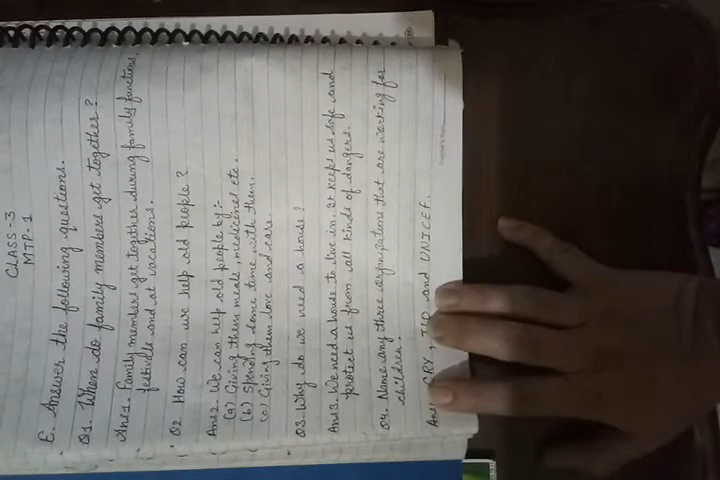 CLASS-3
MTP-1
E. Answer the following questions.
Q1. When do family members get together?
Ans1. Family members get together during family functions,
festivals and at vacations.
Q2 How can we help old people?
Ans2. We can help old people by:-
(a) Giving them meals, medicines etc.
(b) Spending some time with them.
(c) Giving them love and care.
Q3. Why do we need a house?
Ans3. We need a house to live in. It keeps us safe and
protect us from all kinds of dangers.
Q4. Name any three organizations that are working for
children.
CRY, and UNICEF.